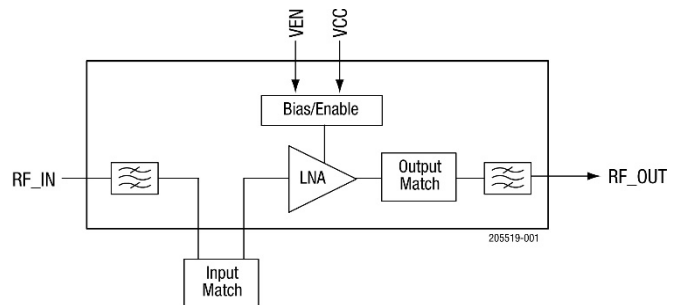 VEN
VCC
Bias/Enable
RF_IN
LNA
Output
Match
RF_OUT
205519-001
Input
Match